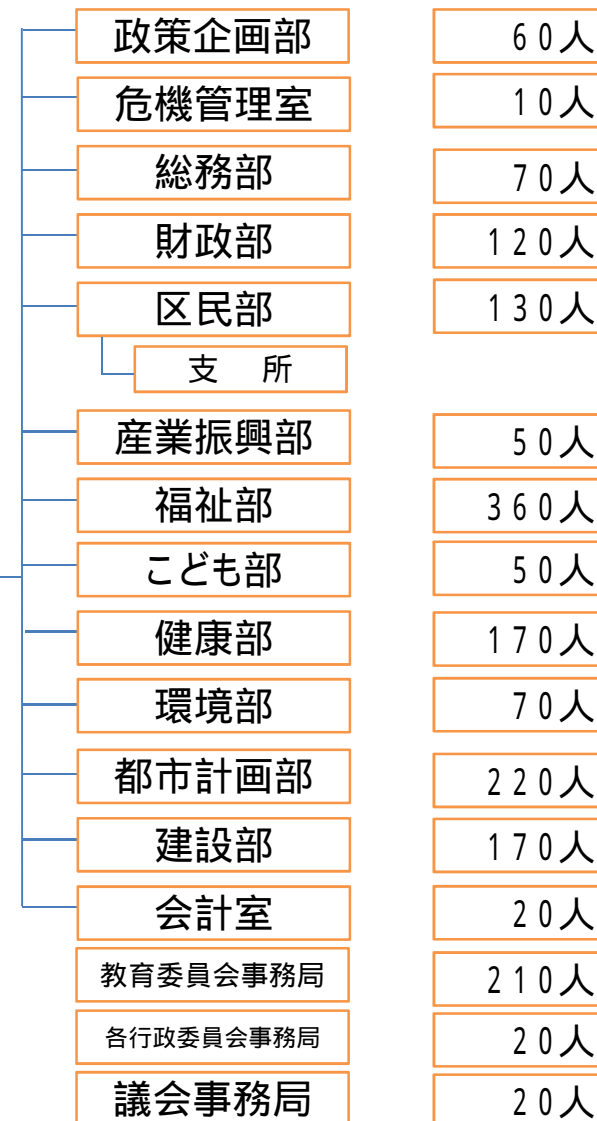 政策企画部 60人
危機管理室 10人
総務部 70人
財政部 120人
区民部 130人
支 所
産業振興部 50人
福祉部 360人
こども部 50人
健康部 170人
環境部 70人
都市計画部 220人
建設部 170人
会計室 20人
教育委員会事務局 210人
各行政委員会事務局 20人
議会事務局 20人